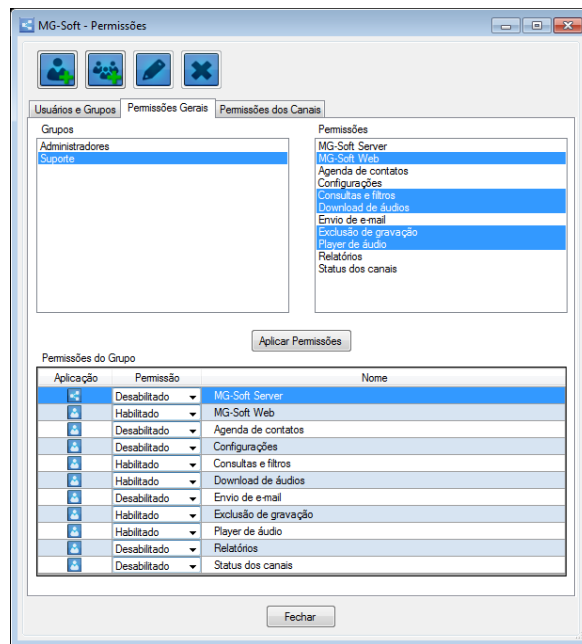 MG-Soft - Permissões
Usuários e Grupos Permissões Gerais Permissões dos Canais
Grupos
Administradores
Suporte
Permissões
MG-Soft Server
MG-Soft Web
Agenda de contatos
Configurações
Consultas e filtros
Download de áudios
Envio de e-mail
Exclusão de gravação
Player de áudio
Relatórios
Status dos canais
Aplicar Permissões
Permissões do Grupo
Aplicação Permissão Nome
Desabilitado MG-Soft Server
Habilitado MG-Soft Web
Desabilitado Agenda de contatos
Desabilitado Configurações
Habilitado Consultas e filtros
Habilitado Download de áudios
Desabilitado Envio de e-mail
Habilitado Exclusão de gravação
Habilitado Player de áudio
Desabilitado Relatórios
Desabilitado Status dos canais
Fechar